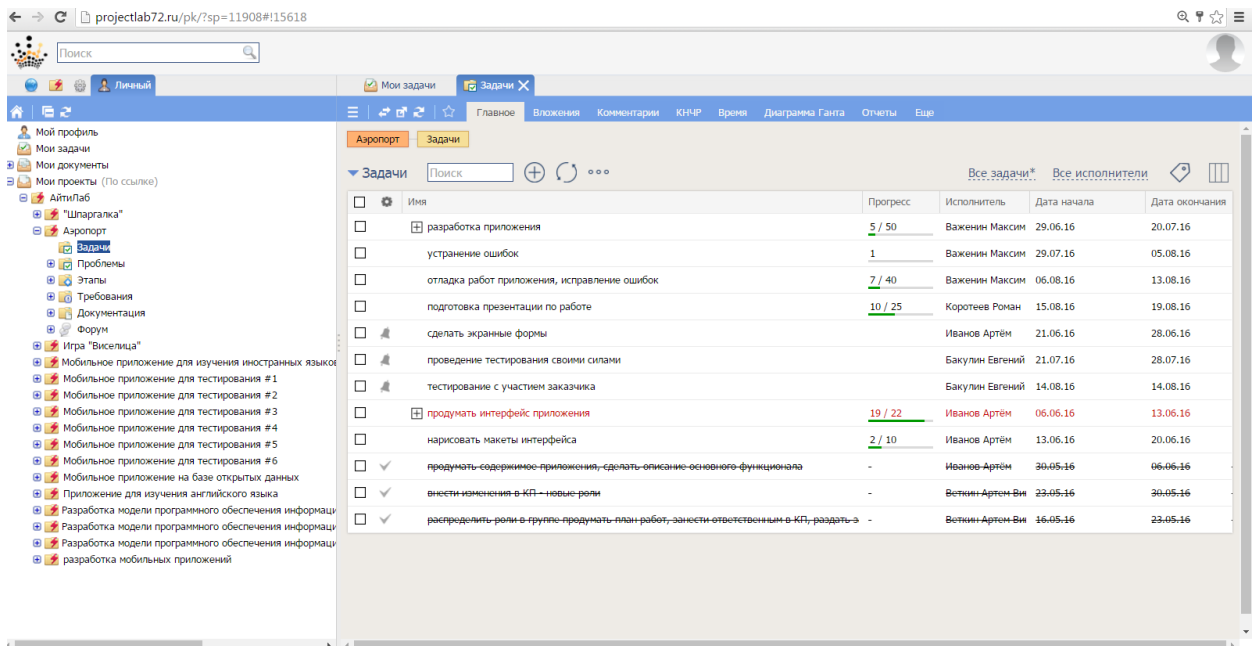 projectlab72.ru/pk/?sp=11908#!15618
Поиск
Личный
Мои задачи
Задачи
Главное Вложения Комментарии КНЧР Время Диаграмма Ганта Отчеты Еще
Мой профиль
Мои задачи
Мои документы
Мои проекты (По ссылке)
АйтиЛаб
"Шпаргалка"
Аэропорт
Задачи
Проблемы
Этапы
Требования
Документация
Форум
Игра "Виселица"
Мобильное приложение для изучения иностранных языков
Мобильное приложение для тестирования #1
Мобильное приложение для тестирования #2
Мобильное приложение для тестирования #3
Мобильное приложение для тестирования #4
Мобильное приложение для тестирования #5
Мобильное приложение для тестирования #6
Мобильное приложение на базе открытых данных
Приложение для изучения английского языка
Разработка модели программного обеспечения информаци
Разработка модели программного обеспечения информаци
Разработка модели программного обеспечения информаци
разработка мобильных приложений
Аэропорт Задачи
Задачи Поиск Все задачи* Все исполнители
Имя Прогресс Исполнитель Дата начала Дата окончания
разработка приложения 5 / 50 Важенин Максим 29.06.16 20.07.16
устранение ошибок 1 Важенин Максим 29.07.16 05.08.16
отладка работ приложения, исправление ошибок 7 / 40 Важенин Максим 06.08.16 13.08.16
подготовка презентации по работе 10 / 25 Коротеев Роман 15.08.16 19.08.16
сделать экранные формы Иванов Артём 21.06.16 28.06.16
проведение тестирования своими силами Бакулин Евгений 21.07.16 28.07.16
тестирование с участием заказчика Бакулин Евгений 14.08.16 14.08.16
продумать интерфейс приложения 19 / 22 Иванов Артём 06.06.16 13.06.16
нарисовать макеты интерфейса 2 / 10 Иванов Артём 13.06.16 20.06.16
продумать содержимое приложения, сделать описание основного функционала - Иванов Артём 30.05.16 06.06.16
внести изменения в КП - новые роли - Веткин Артем Ви 23.05.16 30.05.16
распределить роли в группе продумать план работ, занести ответственным в КП, раздать з - Веткин Артем Ви 16.05.16 23.05.16